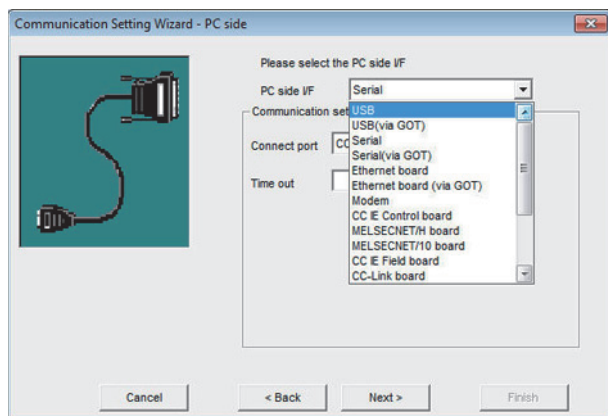 Communication Setting Wizard - PC side
Please select the PC side I/F
PC side I/F
Serial
Communication set
Connect port
CO
Time out
USB
USB(via GOT)
Serial
Serial(via GOT)
Ethernet board
Ethernet board (via GOT)
Modem
CC IE Control board
MELSECNET/H board
MELSECNET/10 board
CC IE Field board
CC-Link board
Cancel
< Back
Next >
Finish